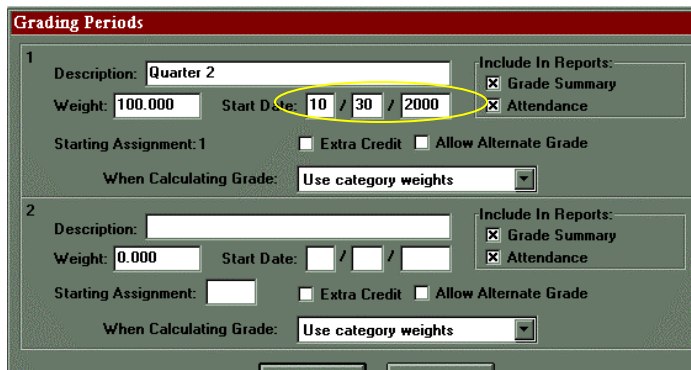 Grading Periods
1
Description: Quarter 2
Include In Reports:
Grade Summary
Weight: 100.000 Start Date: 10 / 30 / 2000
Attendance
Starting Assignment: 1 Extra Credit Allow Alternate Grade
When Calculating Grade: Use category weights
2
Description:
Include In Reports:
Grade Summary
Weight: 0.000 Start Date: / /
Attendance
Starting Assignment: Extra Credit Allow Alternate Grade
When Calculating Grade: Use category weights